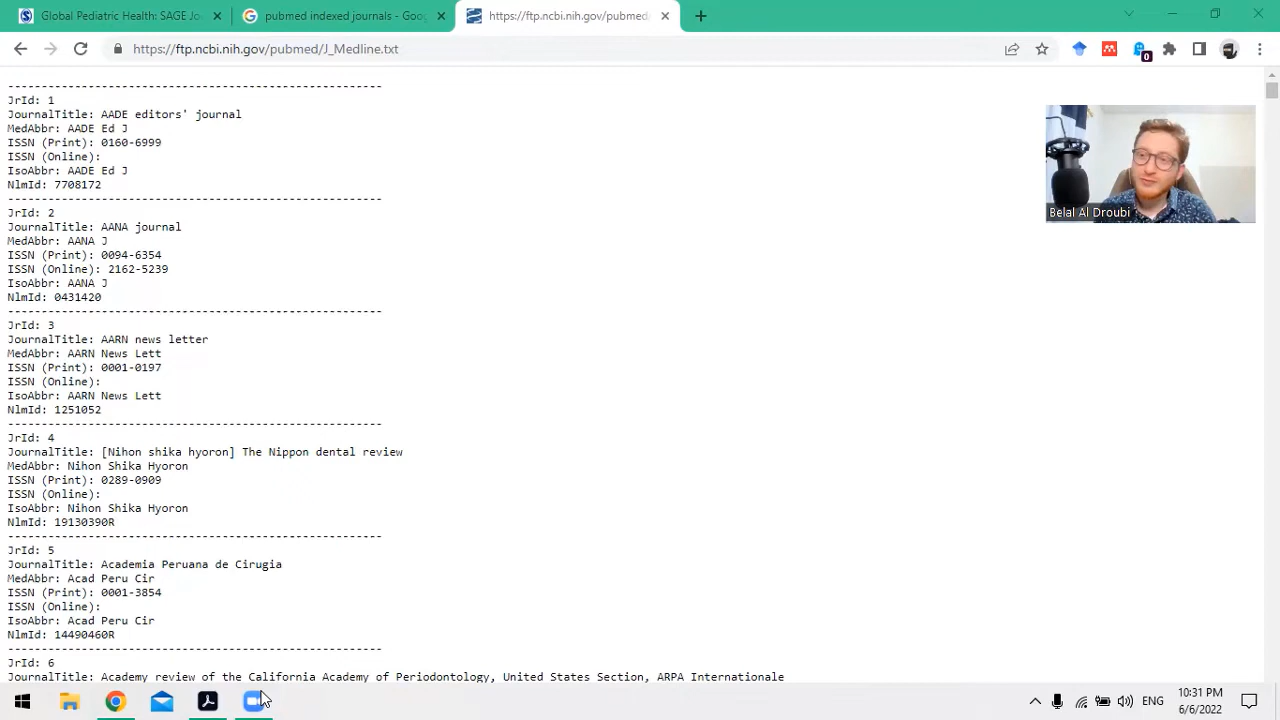 Global Pediatric Health: SAGE Jo
pubmed indexed journals - Goog
https://ftp.ncbi.nih.gov/pubmed/
https://ftp.ncbi.nih.gov/pubmed/J_Medline.txt
0
--------------------------------------------------------
JrId: 1
JournalTitle: AADE editors' journal
MedAbbr: AADE Ed J
ISSN (Print): 0160-6999
ISSN (Online):
IsoAbbr: AADE Ed J
NlmId: 7708172
--------------------------------------------------------
JrId: 2
JournalTitle: AANA journal
MedAbbr: AANA J
ISSN (Print): 0094-6354
ISSN (Online): 2162-5239
IsoAbbr: AANA J
NlmId: 0431420
--------------------------------------------------------
JrId: 3
JournalTitle: AARN news letter
MedAbbr: AARN News Lett
ISSN (Print): 0001-0197
ISSN (Online):
IsoAbbr: AARN News Lett
NlmId: 1251052
--------------------------------------------------------
JrId: 4
JournalTitle: [Nihon shika hyoron] The Nippon dental review
MedAbbr: Nihon Shika Hyoron
ISSN (Print): 0289-0909
ISSN (Online):
IsoAbbr: Nihon Shika Hyoron
NlmId: 19130390R
--------------------------------------------------------
JrId: 5
JournalTitle: Academia Peruana de Cirugia
MedAbbr: Acad Peru Cir
ISSN (Print): 0001-3854
ISSN (Online):
IsoAbbr: Acad Peru Cir
NlmId: 14490460R
--------------------------------------------------------
JrId: 6
JournalTitle: Academy review of the California Academy of Periodontology, United States Section, ARPA Internationale
Belal Al Droubi
ENG
10:31 PM
6/6/2022